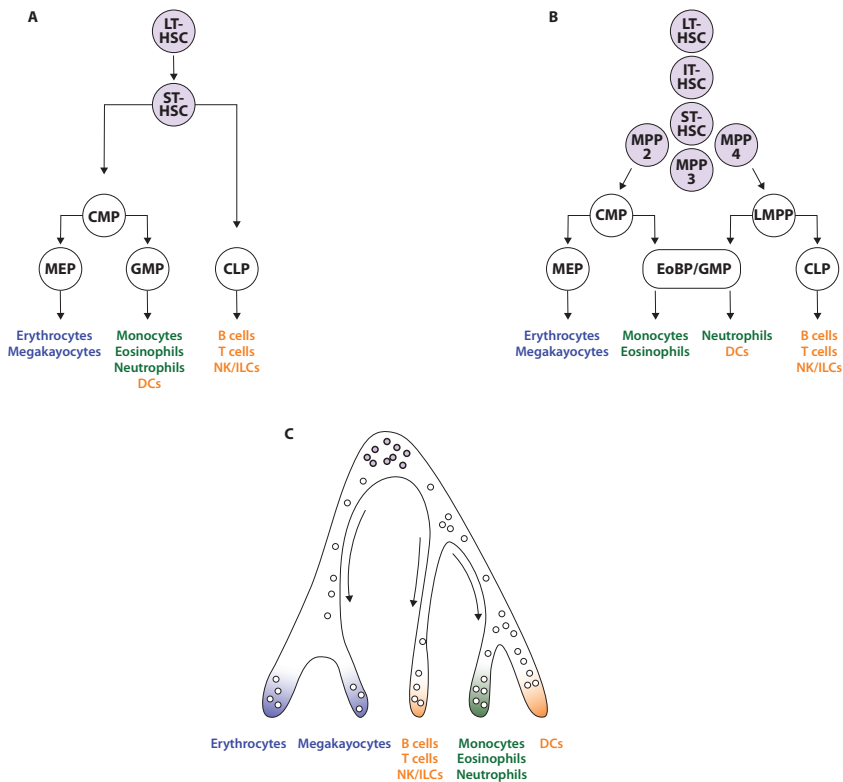 A
LT-
HSC
ST-
HSC
CMP
MEP
GMP
CLP
Erythrocytes
Megakayocytes
Monocytes
Eosinophils
Neutrophils
DCs
B cells
T cells
NK/ILCs
B
LT-
HSC
IT-
HSC
ST-
HSC
MPP
2
MPP
3
MPP
4
CMP
LMPP
MEP
EoBP/GMP
CLP
Erythrocytes
Megakayocytes
Monocytes
Eosinophils
Neutrophils
DCs
B cells
T cells
NK/ILCs
C
Erythrocytes
Megakayocytes
B cells
T cells
NK/ILCs
Monocytes
Eosinophils
Neutrophils
DCs